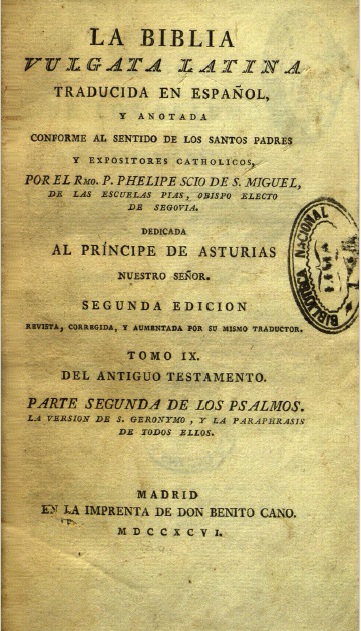 LA BIBLIA
VULGATA LATINA
TRADUCIDA EN ESPAÑOL,
Y ANOTADA
CONFORME AL SENTIDO DE LOS SANTOS PADRES
Y EXPOSITORES CATHOLICOS,
POR EL RMO. P. PHELIPE SCIO DE S. MIGUEL,
DE LAS ESCUELAS PIAS, OBISPO ELECTO
DE SEGOVIA.
DEDICADA
AL PRÍNCIPE DE ASTURIAS
NUESTRO SEÑOR.
SEGUNDA EDICION
REVISTA, CORREGIDA, Y AUMENTADA POR SU MISMO TRADUCTOR.
TOMO IX.
DEL ANTIGUO TESTAMENTO.
PARTE SEGUNDA DE LOS PSALMOS.
LA VERSION DE S. GERONYMO, Y LA PARAPHRASIS
DE TODOS ELLOS.
MADRID
EN LA IMPRENTA DE DON BENITO CANO.
MDCCXCVI.
BIBLIOTECA NACIONAL
LIMA